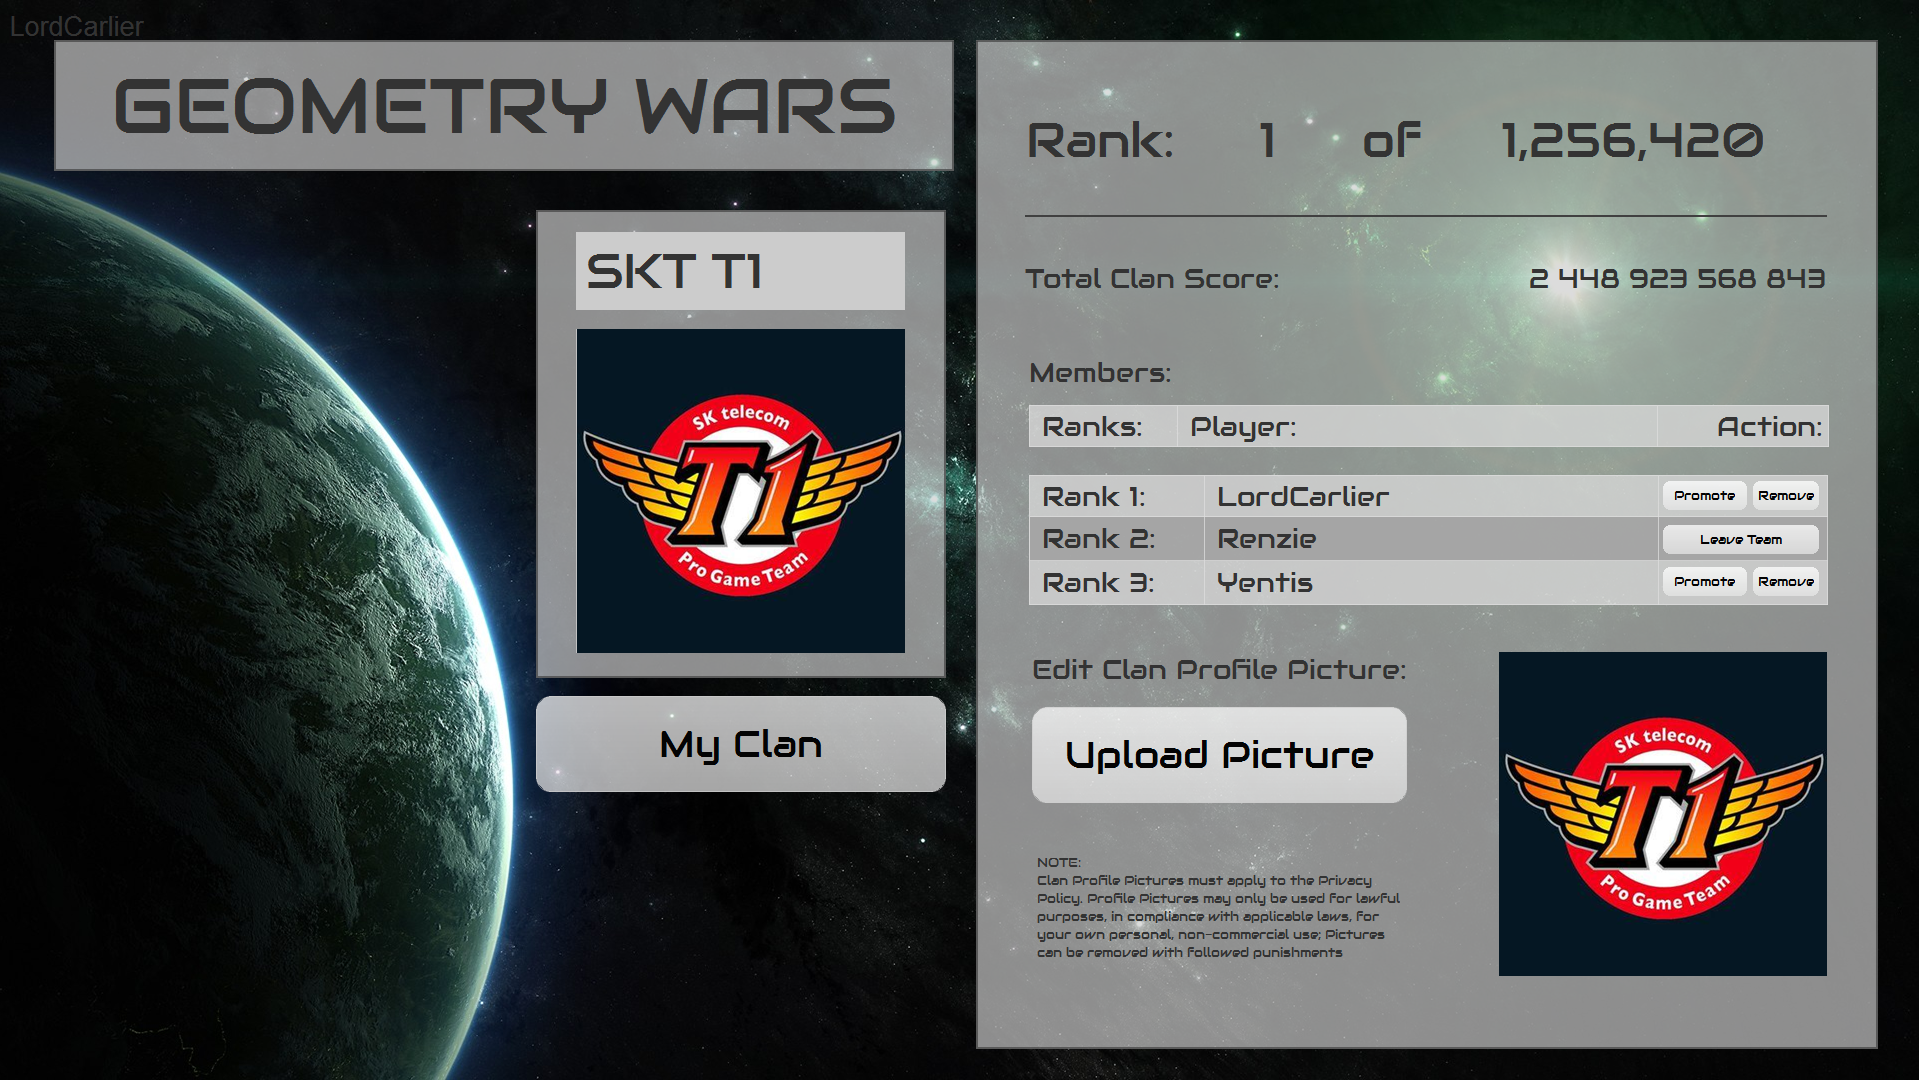 LordCarlier
GEOMETRY WARS
SKT T1
SK telecom
T1
Pro Game Team
My Clan
Rank: 1 of 1,256,420
Total Clan Score: 2 448 923 568 843
Members:
Ranks: Player: Action:
Rank 1: LordCarlier Promote Remove
Rank 2: Renzie Leave Team
Rank 3: Yentis Promote Remove
Edit Clan Profile Picture:
Upload Picture
NOTE:
Clan Profile Pictures must apply to the Privacy
Policy. Profile Pictures may only be used for lawful
purposes, in compliance with applicable laws, for
your own personal, non-commercial use; Pictures
can be removed with followed punishments
SK telecom
T1
Pro Game Team